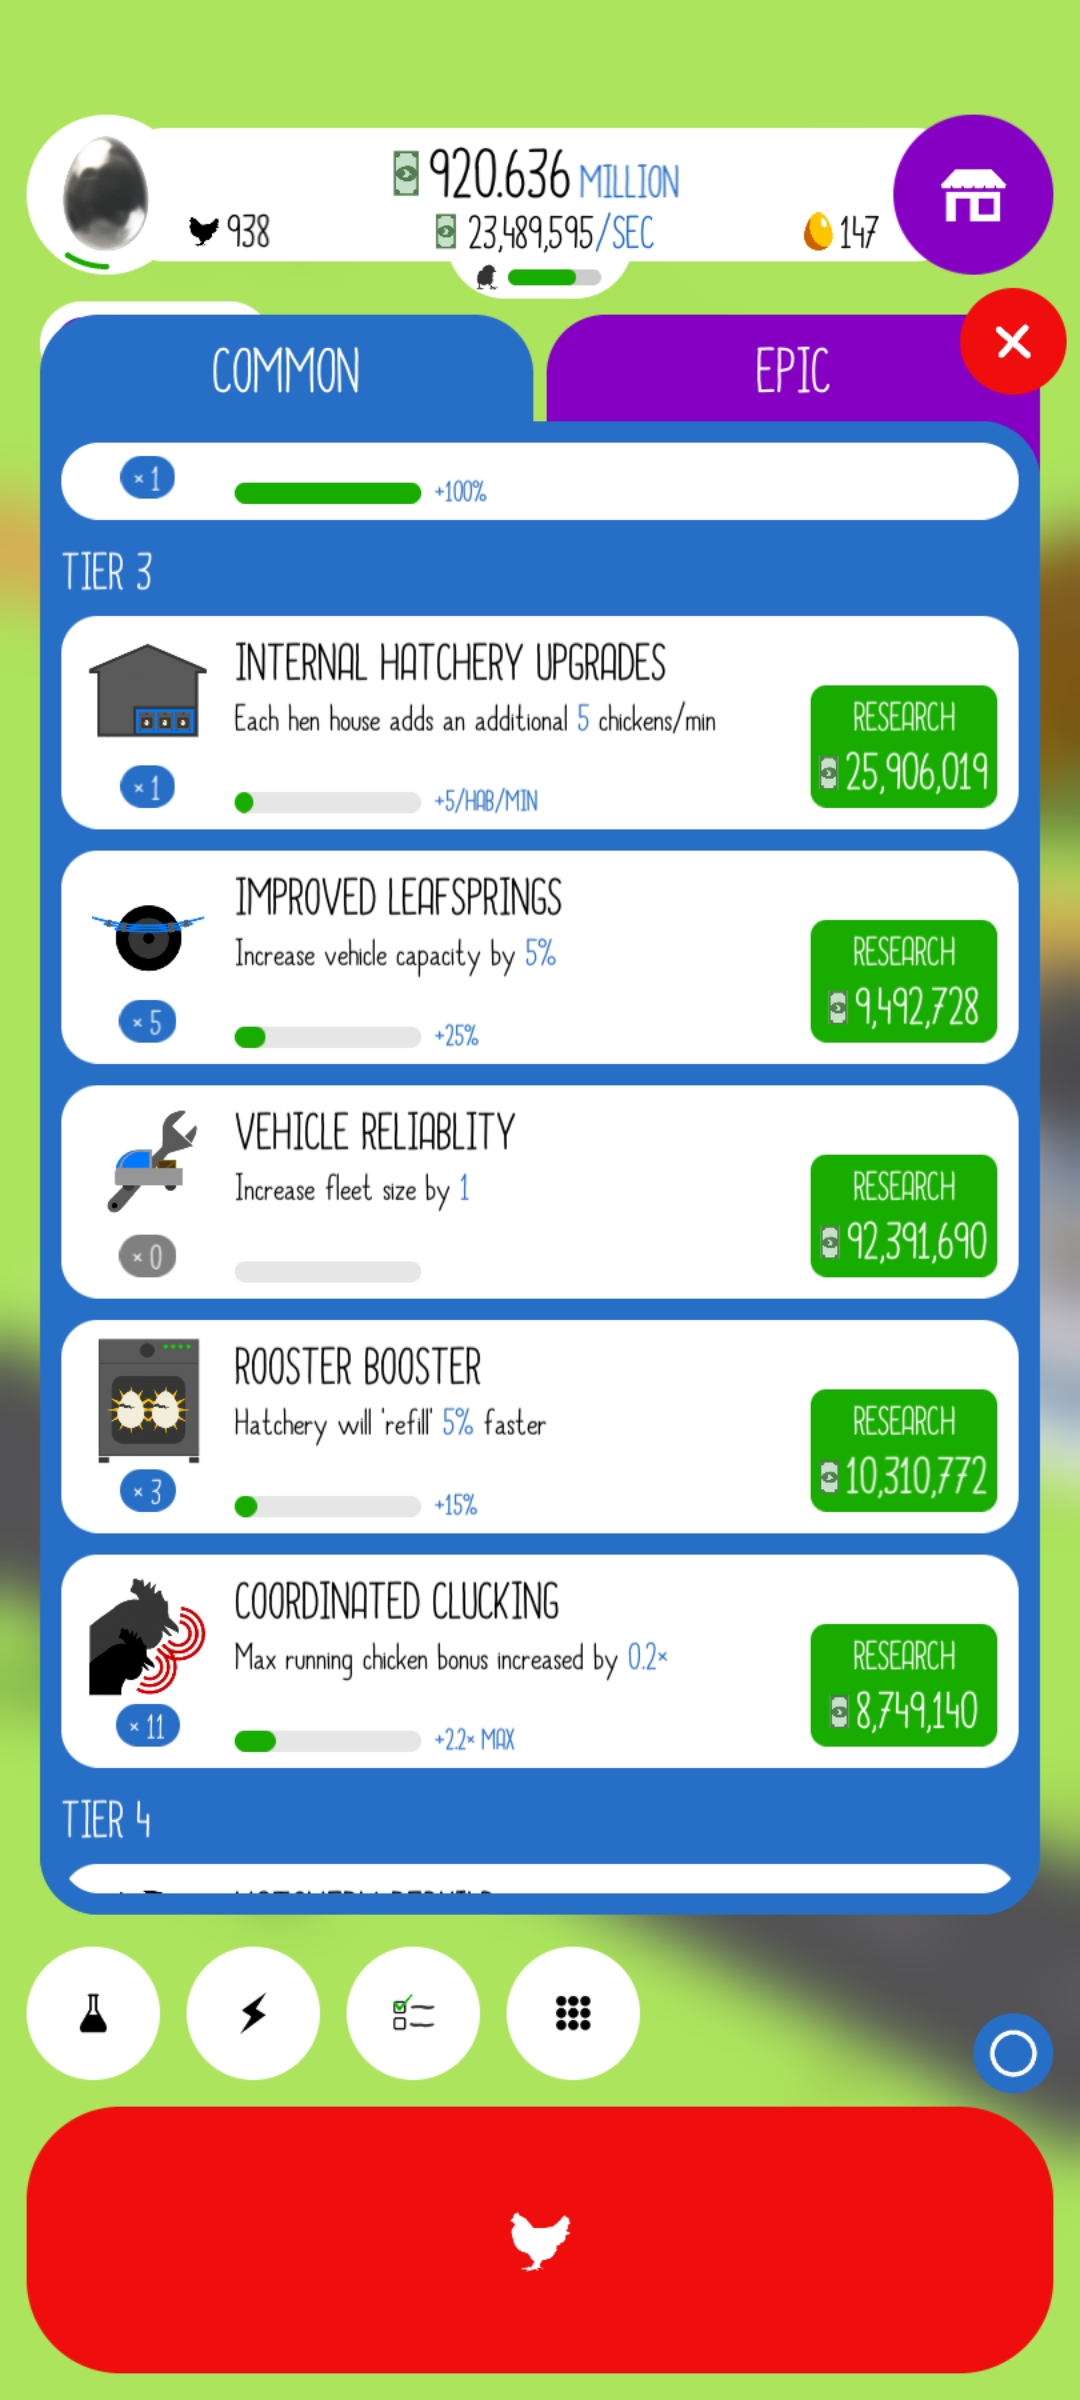 920.636 MILLION
938
23,489,595/SEC
147
COMMON
EPIC
× 1
+100%
TIER 3
INTERNAL HATCHERY UPGRADES
Each hen house adds an additional 5 chickens/min
RESEARCH
25,906,019
× 1
+5/HAB/MIN
IMPROVED LEAFSPRINGS
Increase vehicle capacity by 5%
RESEARCH
9,492,728
× 5
+25%
VEHICLE RELIABLITY
Increase fleet size by 1
RESEARCH
92,391,690
× 0
ROOSTER BOOSTER
Hatchery will 'refill' 5% faster
RESEARCH
10,310,772
× 3
+15%
COORDINATED CLUCKING
Max running chicken bonus increased by 0.2×
RESEARCH
8,749,140
× 11
+2.2× MAX
TIER 4